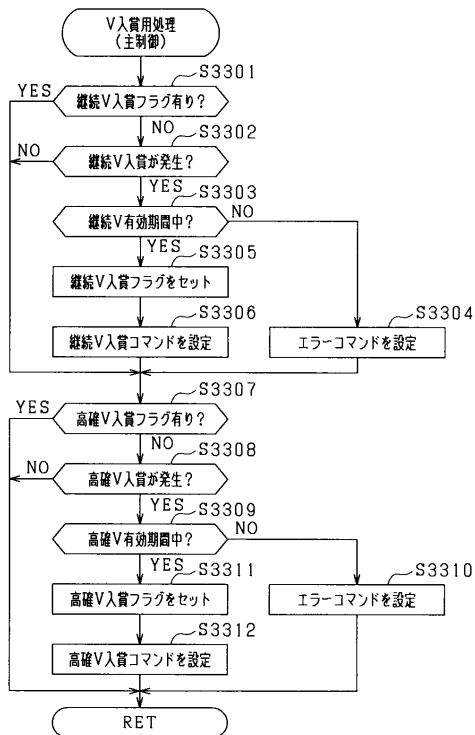 V入賞用処理
(主制御)
S3301
YES
継続V入賞フラグ有り?
NO
S3302
NO
継続V入賞が発生?
YES
S3303
継続V有効期間中?
NO
YES
S3305
継続V入賞フラグをセット
S3306
S3304
継続V入賞コマンドを設定
エラーコマンドを設定
S3307
YES
高確V入賞フラグ有り?
NO
S3308
NO
高確V入賞が発生?
YES
S3309
高確V有効期間中?
NO
YES
S3311
S3310
高確V入賞フラグをセット
エラーコマンドを設定
S3312
高確V入賞コマンドを設定
RET